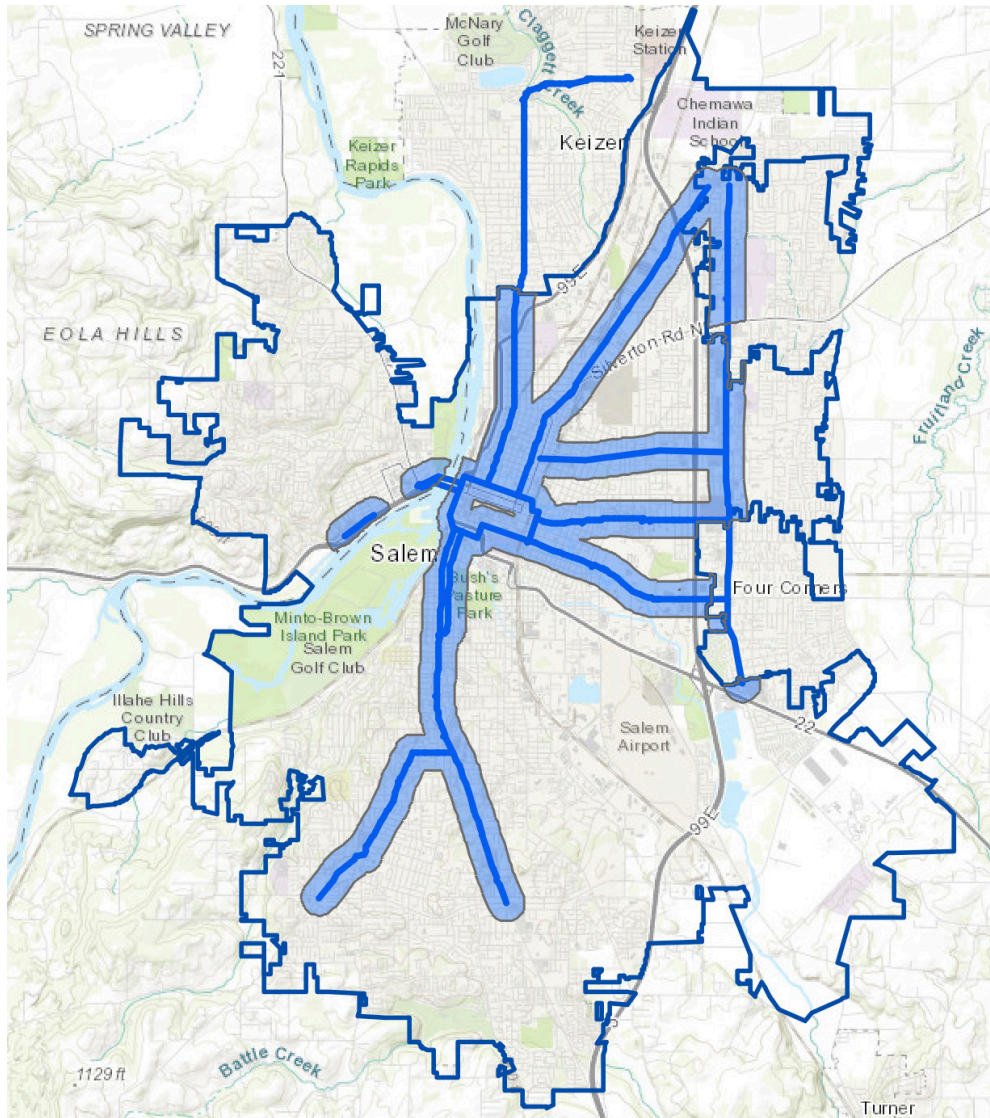 SPRING VALLEY
McNary
Golf
Club
Claggett Creek
Keizer
Station
221
Chemawa
Indian
School
Keizer
Keizer
Rapids
Park
99E
EOLA HILLS
Silverton-Rd-N
Fruitland Creek
Salem
Bush's
Pasture
Park
Four Corners
Minto-Brown
Island Park
Salem
Golf Club
Illahe Hills
Country
Club
Salem
Airport
22
99E
Battle Creek
1129 ft
Turner